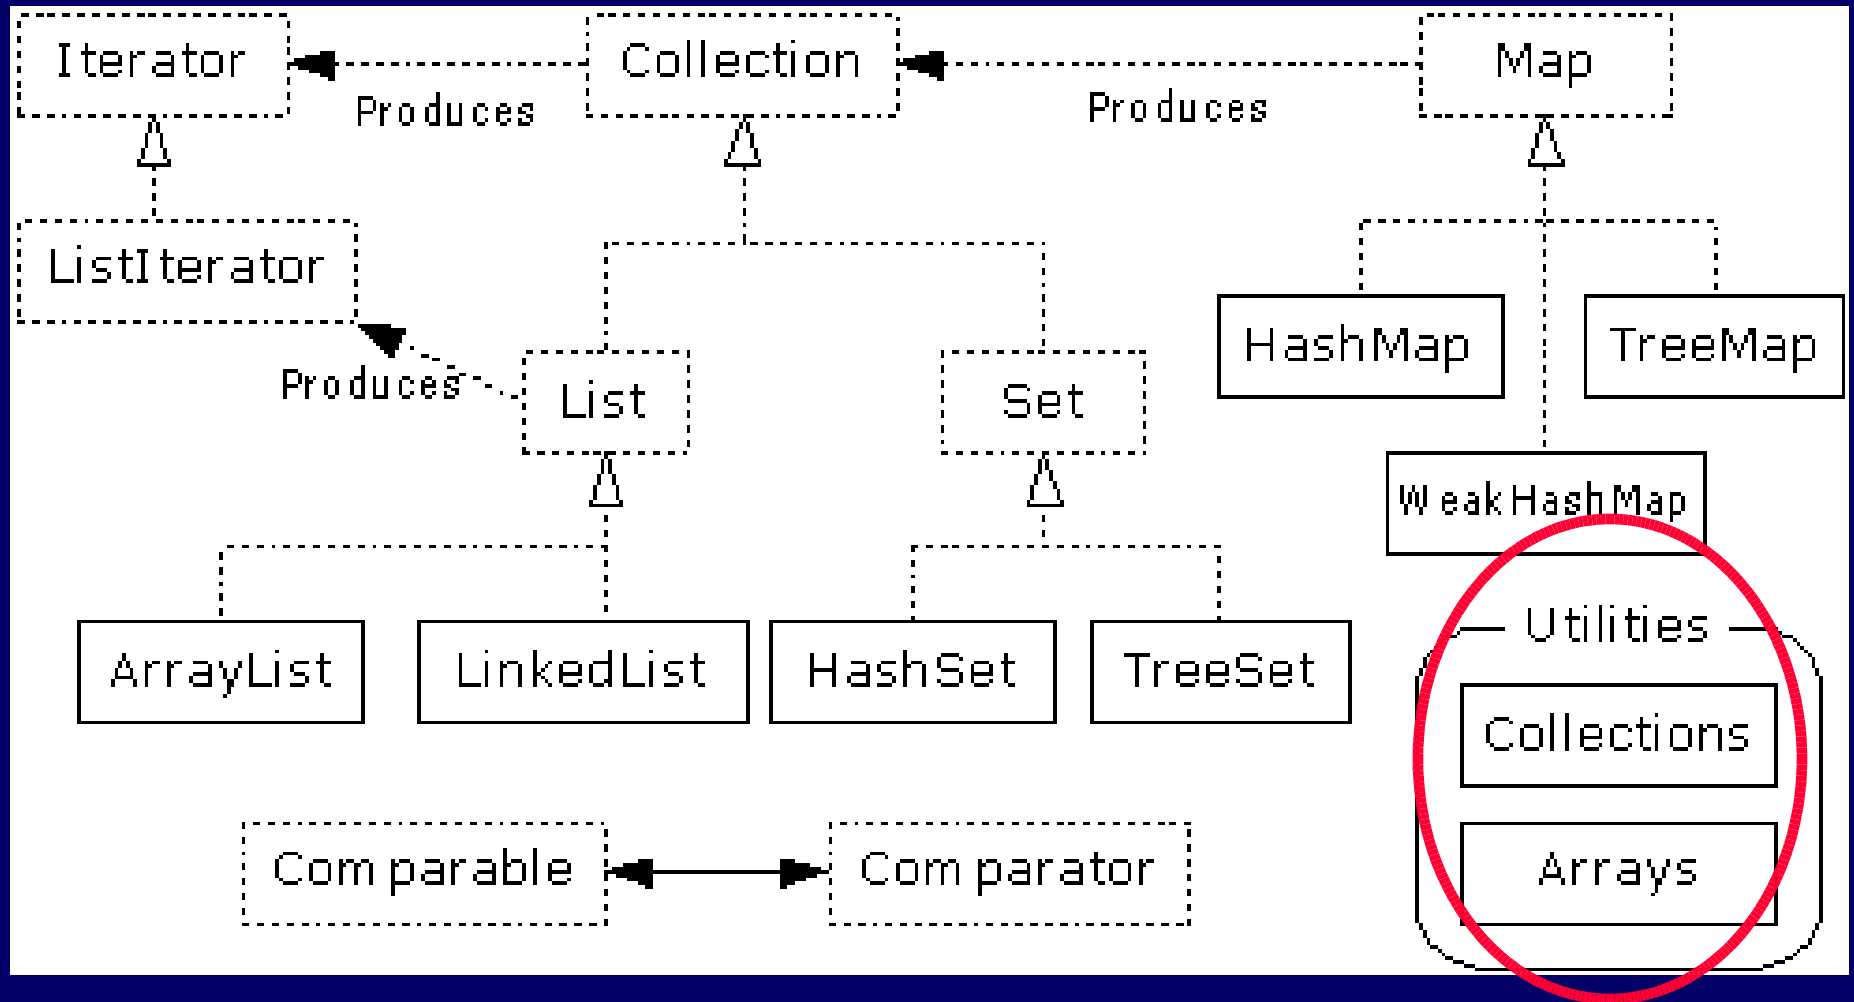 Iterator
Collection
Map
Produces
Produces
ListIterator
HashMap
TreeMap
Produces
List
Set
WeakHashMap
Utilities
ArrayList
LinkedList
HashSet
TreeSet
Collections
Comparable
Comparator
Arrays